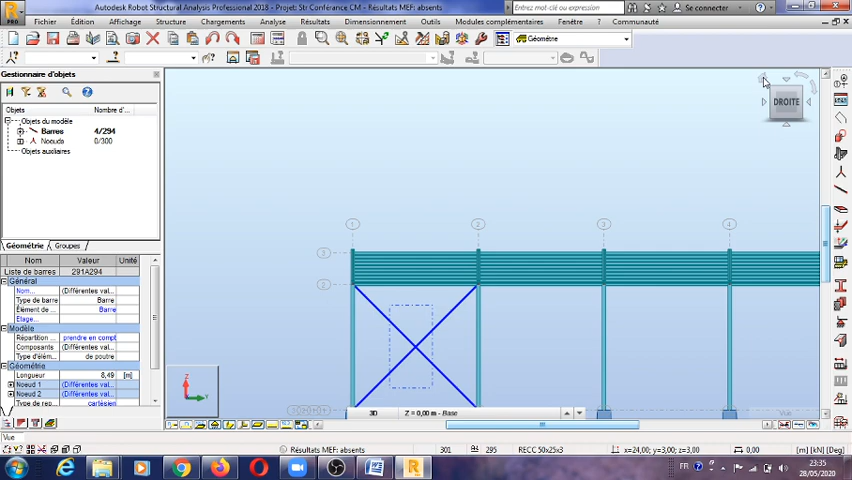 Autodesk Robot Structural Analysis Professional 2018 - Projet: Str Conférance CM - Résultats MEF: absents
Se connecter
PRO
Fichier Édition Affichage Structure Chargements Analyse Résultats Dimensionnement Outils Modules complémentaires Fenêtre ? Communauté
Géométrie
Gestionnaire d'objets
Objets Nombre d'...
Objets du modèle
Barres 4/294
Noeuds 0/300
Objets auxiliaires
DROITE
1 2 3 4
Géométrie Groupes
Nom Valeur Unité
Liste de barres 291A294
Général
Nom... (Différentes val...
Type de barre Barre
Élément de ... Barre
Etage...
Modèle
Répartition ... prendre en compt
Composants (Différentes val...
Type d'élém... de poutre
Géométrie
Longueur 8,49 [m]
Noeud 1 (Différentes val...
Noeud 2 (Différentes val...
Type de rep... cartésien
Z
Y
3D Z = 0,00 m - Base
Vue
Vue
Résultats MEF: absents 301 295 RECC 50x25x3 x=24,00; y=3,00; z=3,00 0,00 [m] [kN] [Deg]
FR 23:35
28/05/2020